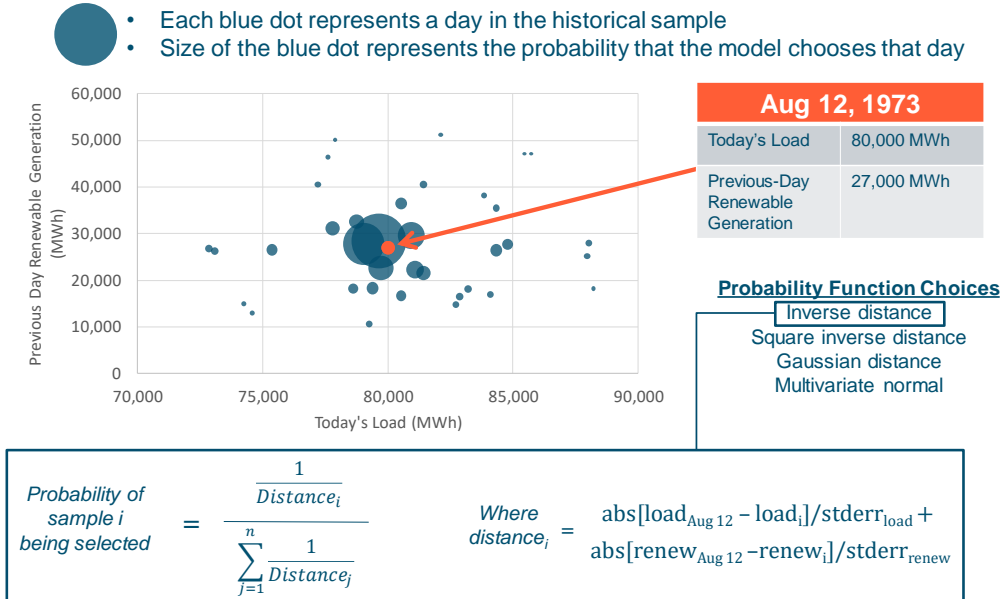 • Each blue dot represents a day in the historical sample
• Size of the blue dot represents the probability that the model chooses that day
Previous Day Renewable Generation
(MWh)
60,000
50,000
40,000
30,000
20,000
10,000
0
70,000
75,000
80,000
85,000
90,000
Today's Load (MWh)
Aug 12, 1973
Today's Load
80,000 MWh
Previous-Day
Renewable
Generation
27,000 MWh
Probability Function Choices
Inverse distance
Square inverse distance
Gaussian distance
Multivariate normal
Probability of
sample i
being selected
=
1
Distanceᵢ
n
∑
j=1
1
Distanceⱼ
Where
distanceᵢ
=
abs[load_Aug 12 – loadᵢ]/stderr_load +
abs[renew_Aug 12 –renewᵢ]/stderr_renew